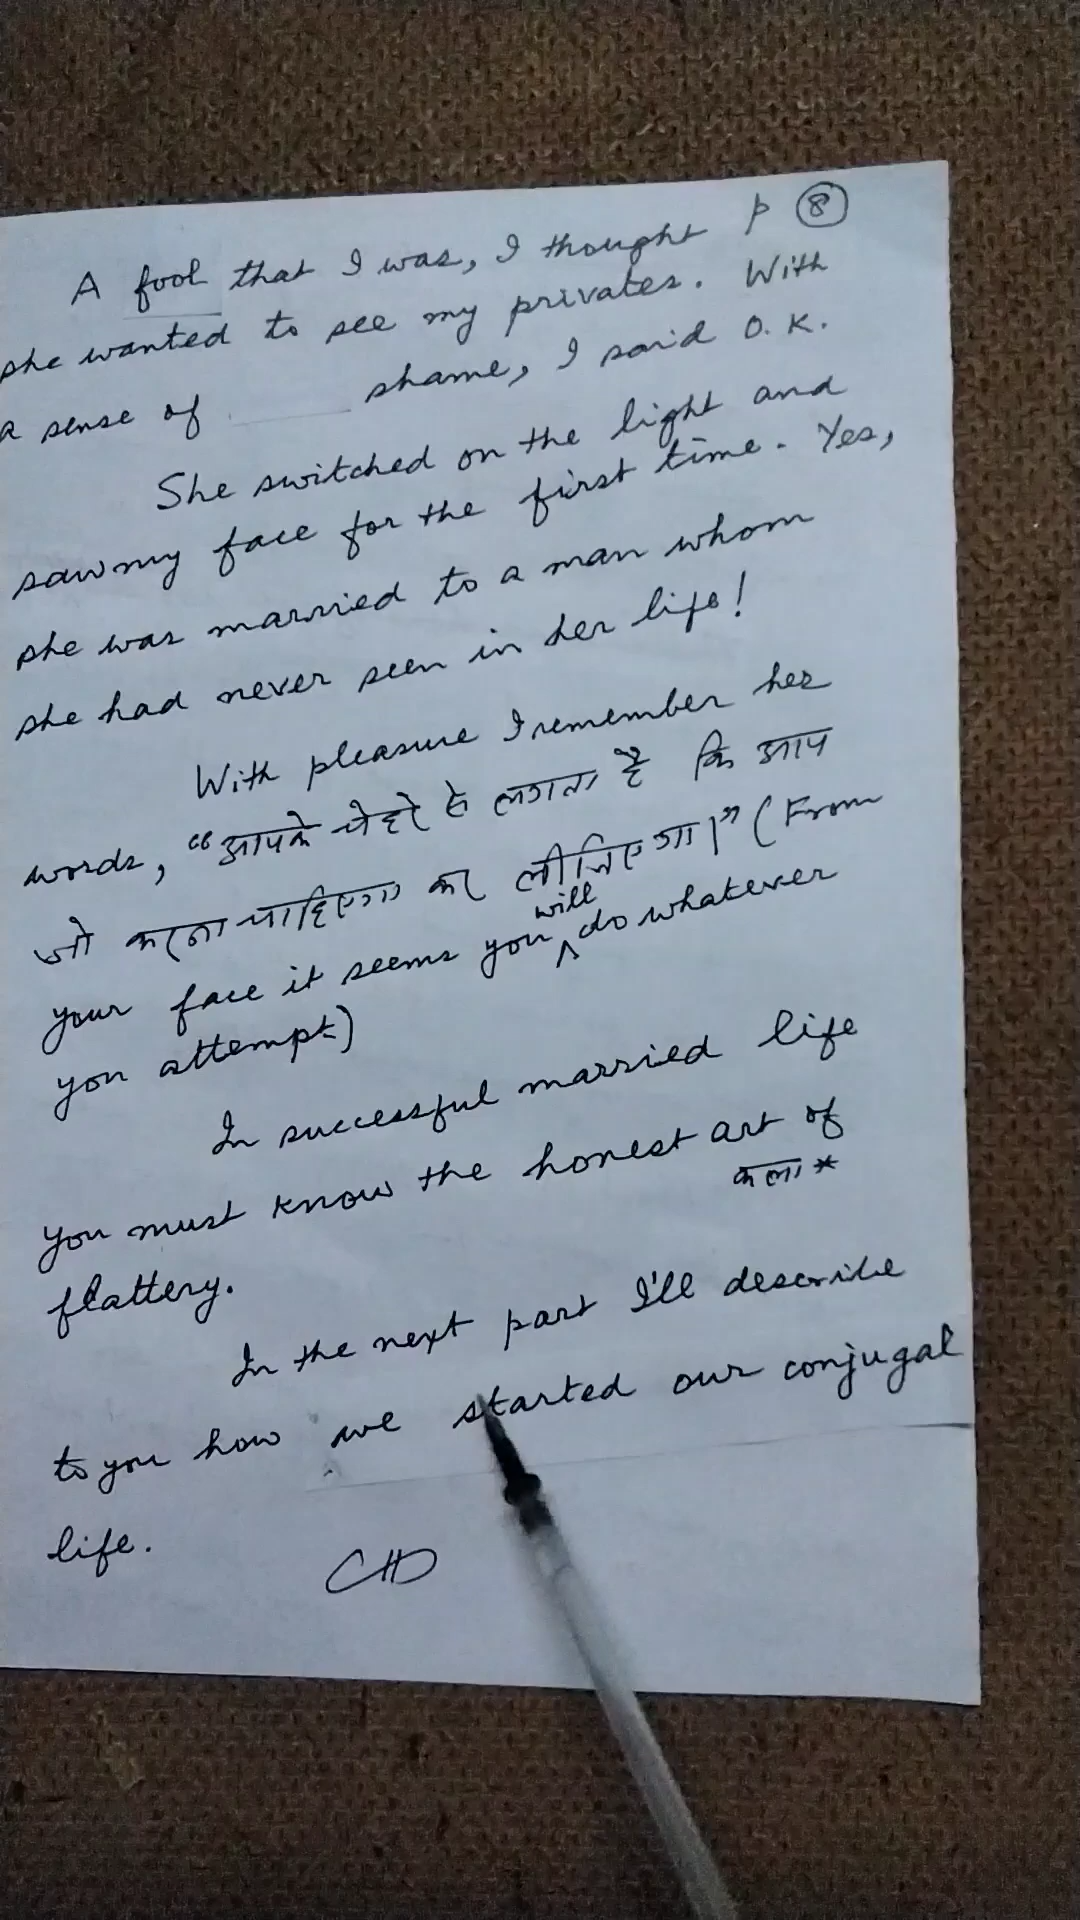 P 8
A fool that I was, I thought
she wanted to see my privates. With
a sense of shame, I said O.K.
She switched on the light and
saw my face for the first time. Yes,
she was married to a man whom
she had never seen in her life!
With pleasure I remember her
words, "आपके चेहरे से लगता है कि आप
जो करना चाहिएगा कर लीजिएगा।" (From
your face it seems you will do whatever
you attempt)
In successful married life
you must know the honest art of
कला*
flattery.
In the next part I'll describe
to you how we started our conjugal
life.